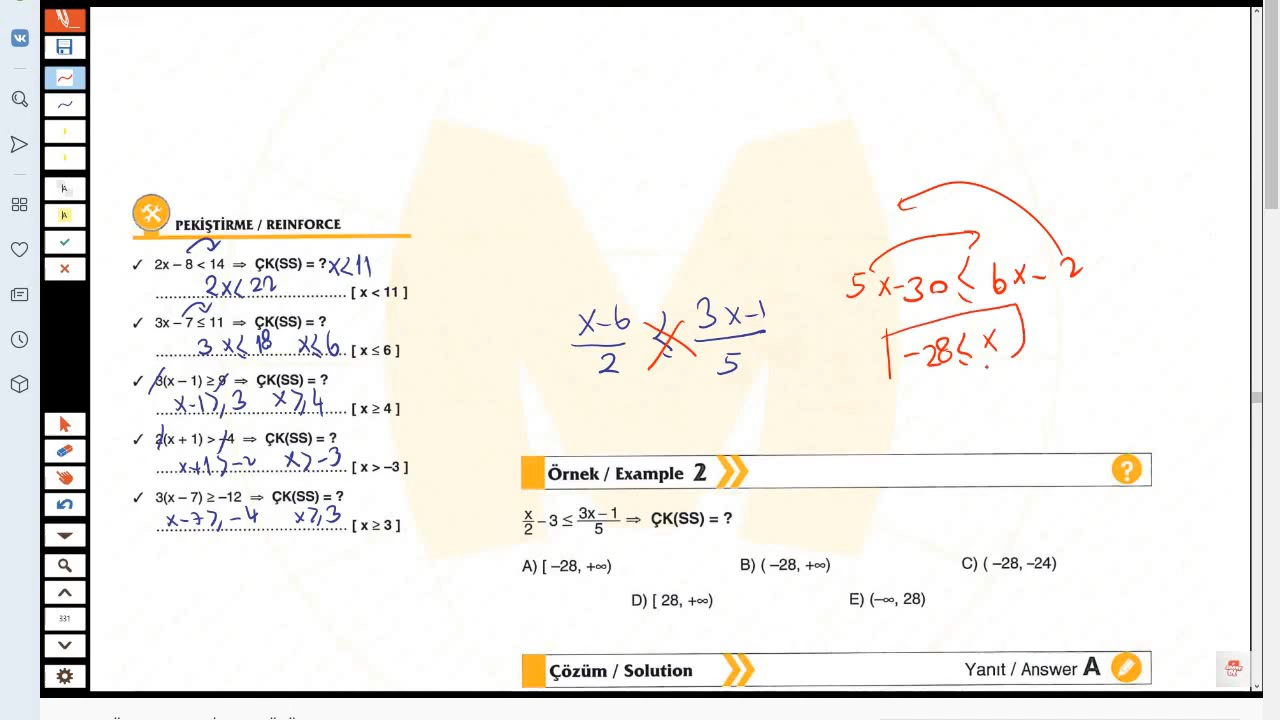 PEKİŞTİRME / REINFORCE
✓ 2x – 8 < 14 ⇒ ÇK(SS) = ? x<11
2x<22 [ x < 11 ]
✓ 3x – 7 ≤ 11 ⇒ ÇK(SS) = ?
3x≤18 x≤6 [ x ≤ 6 ]
✓ 3(x – 1) ≥ 9 ⇒ ÇK(SS) = ?
x-1≥3 x≥4 [ x ≥ 4 ]
✓ 2(x + 1) > –4 ⇒ ÇK(SS) = ?
x+1>-2 x>-3 [ x > –3 ]
✓ 3(x – 7) ≥ –12 ⇒ ÇK(SS) = ?
x-7≥-4 x≥3 [ x ≥ 3 ]
x-6/2 ≤ 3x-1/5
5x-30≤6x-2
-28≤x
Örnek / Example 2
?
x/2 – 3 ≤ 3x – 1/5 ⇒ ÇK(SS) = ?
A) [ –28, +∞)
B) ( –28, +∞)
C) ( –28, –24)
D) [ 28, +∞)
E) (–∞, 28)
Çözüm / Solution
Yanıt / Answer A
331